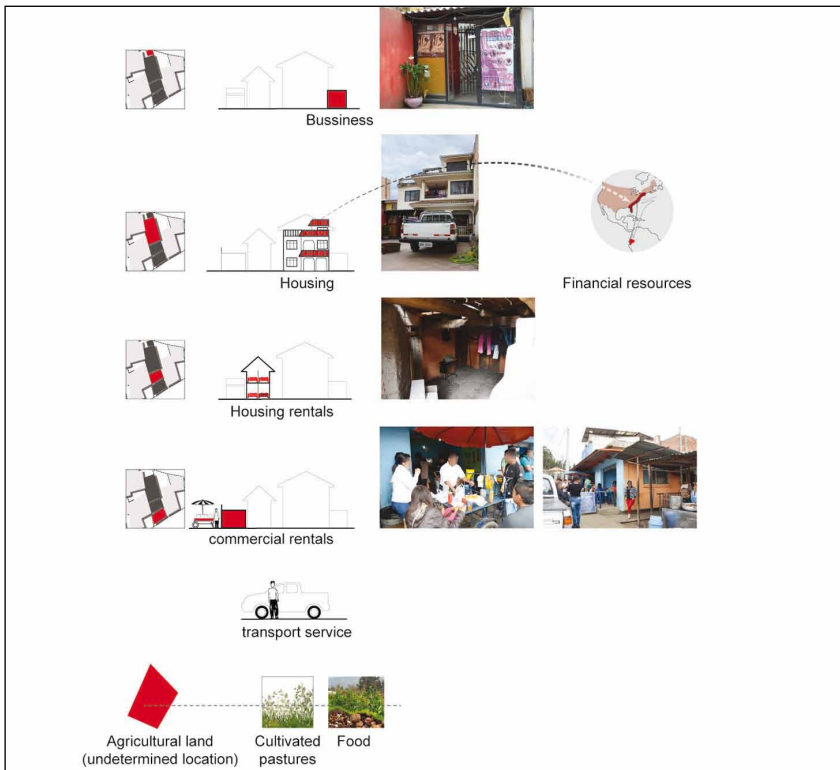 Bussiness
Housing
Financial resources
Housing rentals
commercial rentals
transport service
Agricultural land
(undetermined location)
Cultivated
pastures
Food